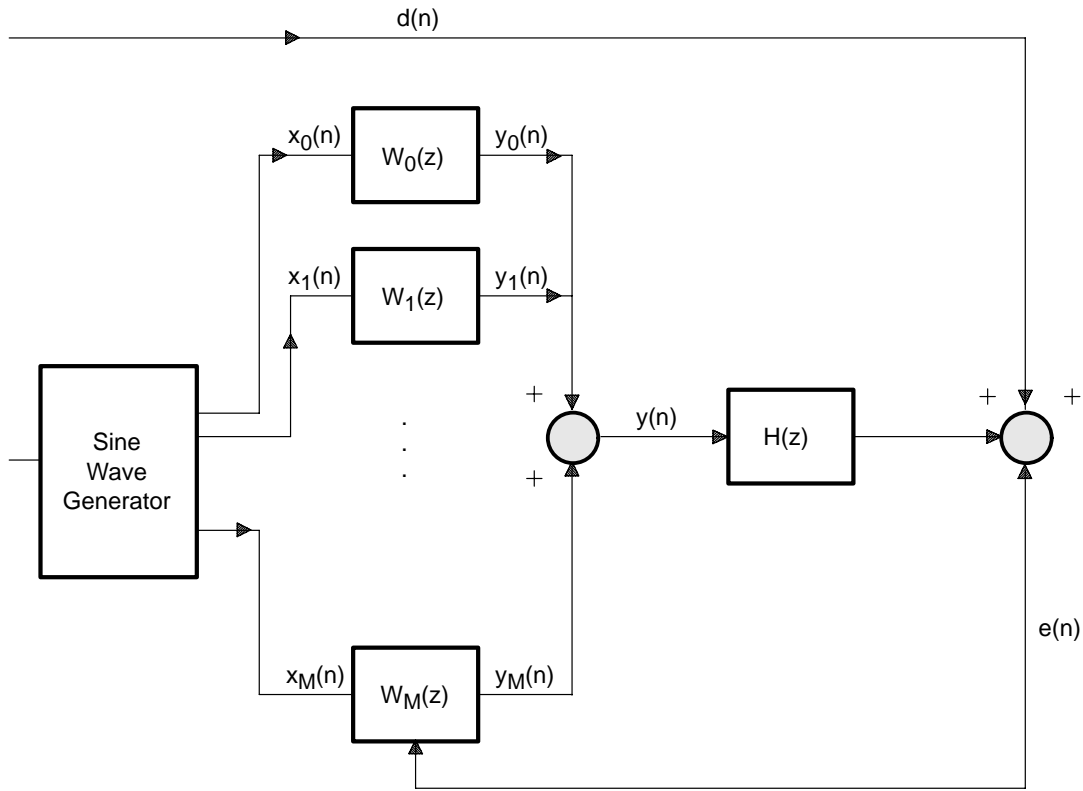 d(n)
x0(n)
W0(z)
y0(n)
x1(n)
W1(z)
y1(n)
+
+ +
Sine
Wave
Generator
.
.
.
y(n)
H(z)
+
xM(n)
WM(z)
yM(n)
e(n)